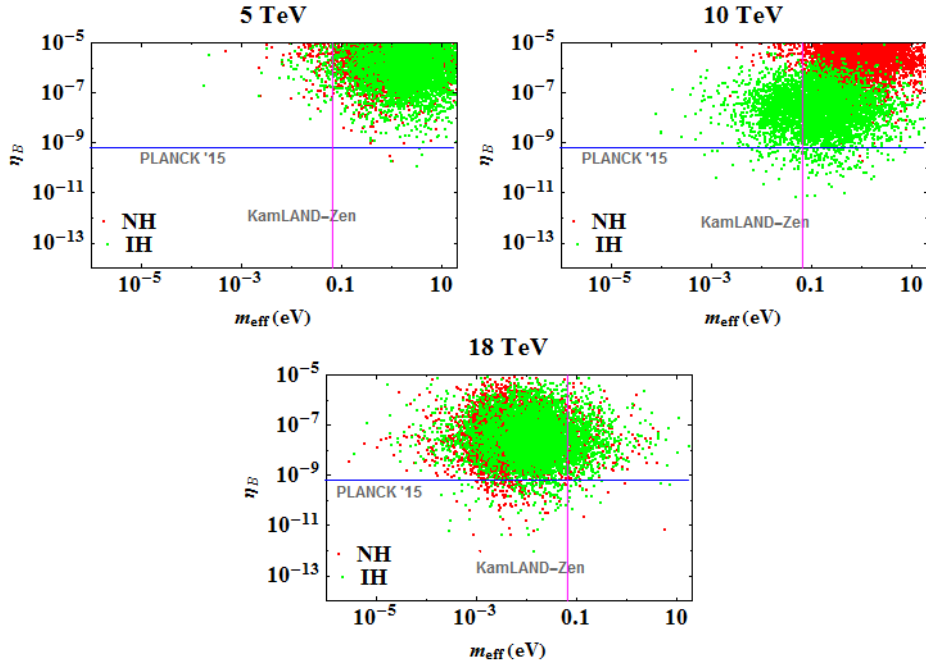 5 TeV
10⁻⁵
10⁻⁷
10⁻⁹
10⁻¹¹
10⁻¹³
η_B
PLANCK '15
KamLAND-Zen
NH
IH
10⁻⁵ 10⁻³ 0.1 10
m_eff (eV)
10 TeV
10⁻⁵
10⁻⁷
10⁻⁹
10⁻¹¹
10⁻¹³
η_B
PLANCK '15
KamLAND-Zen
NH
IH
10⁻⁵ 10⁻³ 0.1 10
m_eff (eV)
18 TeV
10⁻⁵
10⁻⁷
10⁻⁹
10⁻¹¹
10⁻¹³
η_B
PLANCK '15
KamLAND-Zen
NH
IH
10⁻⁵ 10⁻³ 0.1 10
m_eff (eV)